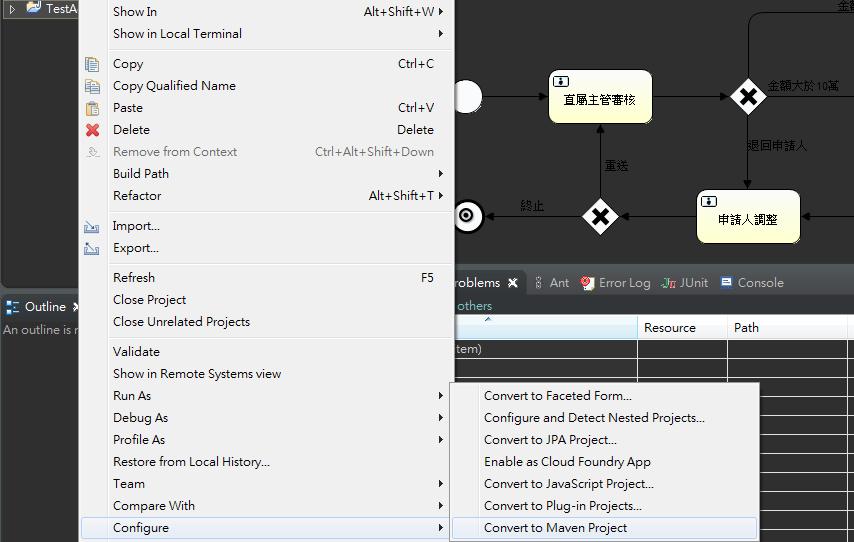 TestA
Show In Alt+Shift+W
Show in Local Terminal
Copy Ctrl+C
Copy Qualified Name
Paste Ctrl+V
Delete Delete
Remove from Context Ctrl+Alt+Shift+Down
Build Path
Refactor Alt+Shift+T
Import...
Export...
Refresh F5
Close Project
Close Unrelated Projects
Validate
Show in Remote Systems view
Run As
Debug As
Profile As
Restore from Local History...
Team
Compare With
Configure
Convert to Faceted Form...
Configure and Detect Nested Projects...
Convert to JPA Project...
Enable as Cloud Foundry App
Convert to JavaScript Project...
Convert to Plug-in Projects...
Convert to Maven Project
直屬主管審核
金額大於10萬
退回申請人
重送
終止
申請人調整
roblems Ant Error Log JUnit Console
others
Resource Path
tem)
Outline
An outline is